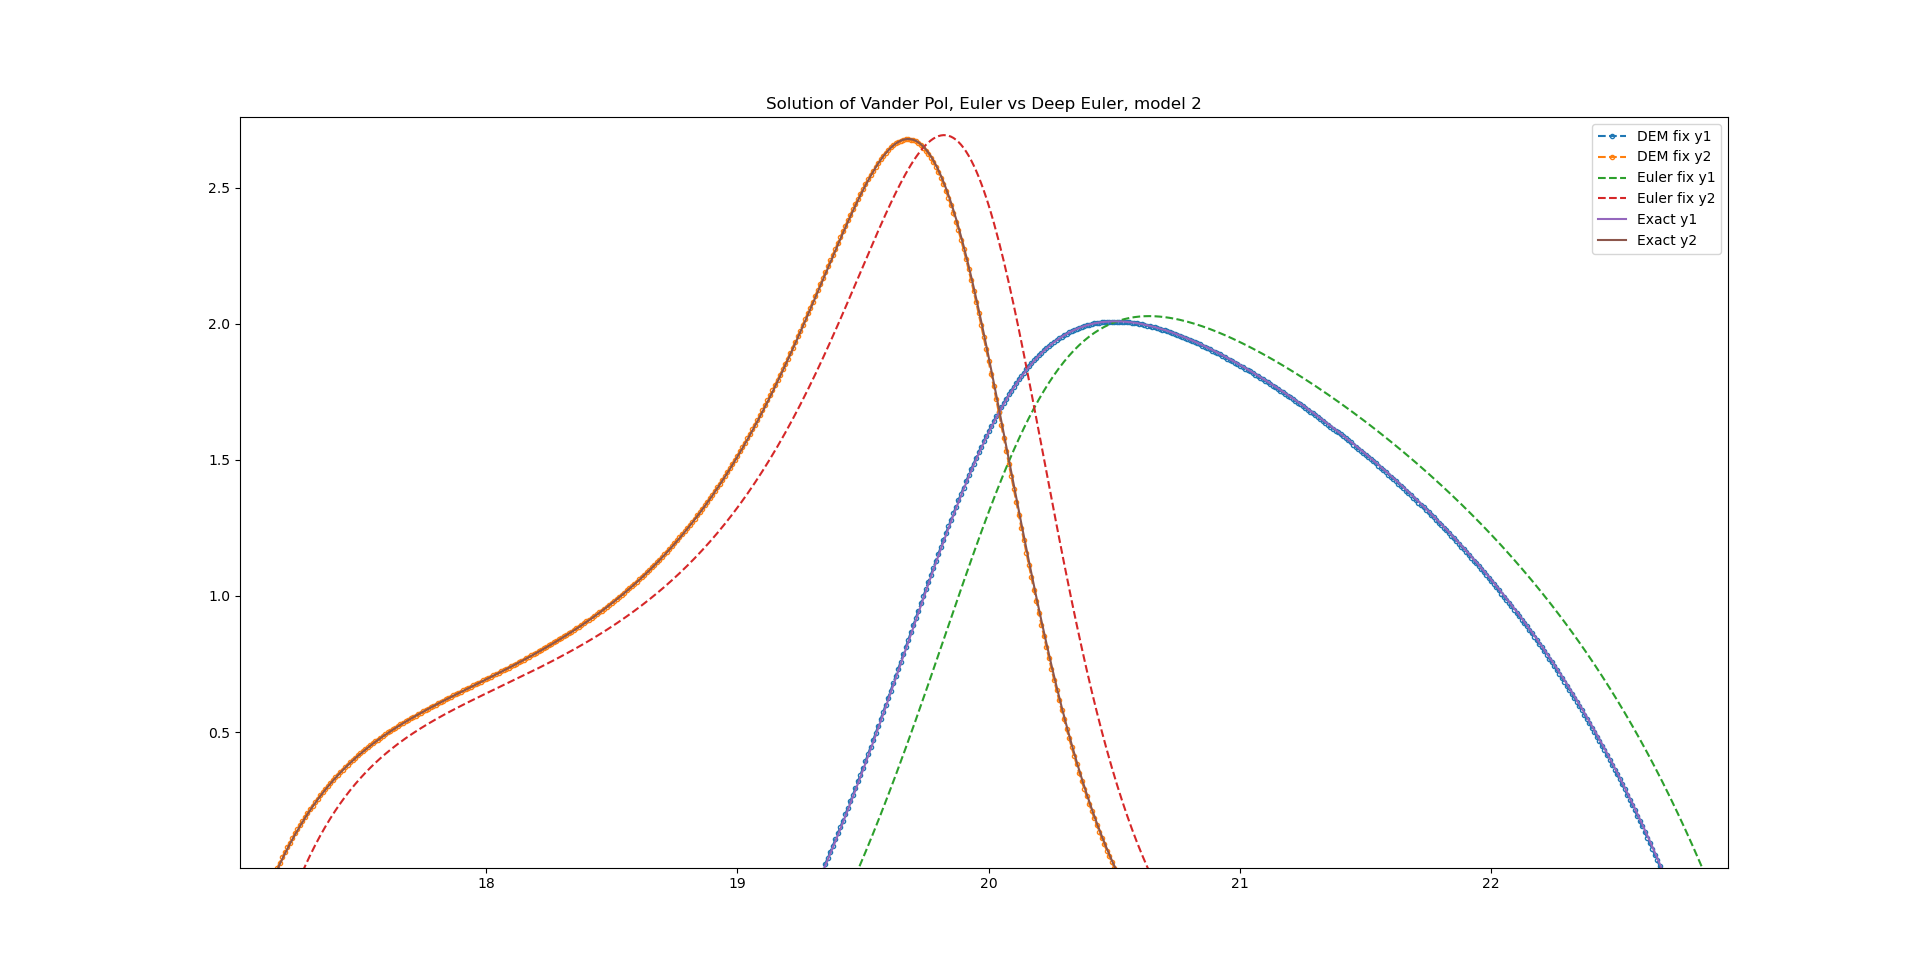 Solution of Vander Pol, Euler vs Deep Euler, model 2
DEM fix y1
DEM fix y2
Euler fix y1
Euler fix y2
Exact y1
Exact y2
2.5
2.0
1.5
1.0
0.5
18 19 20 21 22